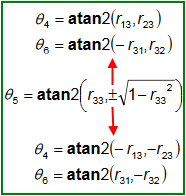 θ₄ = atan2(r₁₃,r₂₃)
θ₆ = atan2(−r₃₁,r₃₂)
θ₅ = atan2(r₃₃,±√1−r₃₃²)
θ₄ = atan2(−r₁₃,−r₂₃)
θ₆ = atan2(r₃₁,−r₃₂)